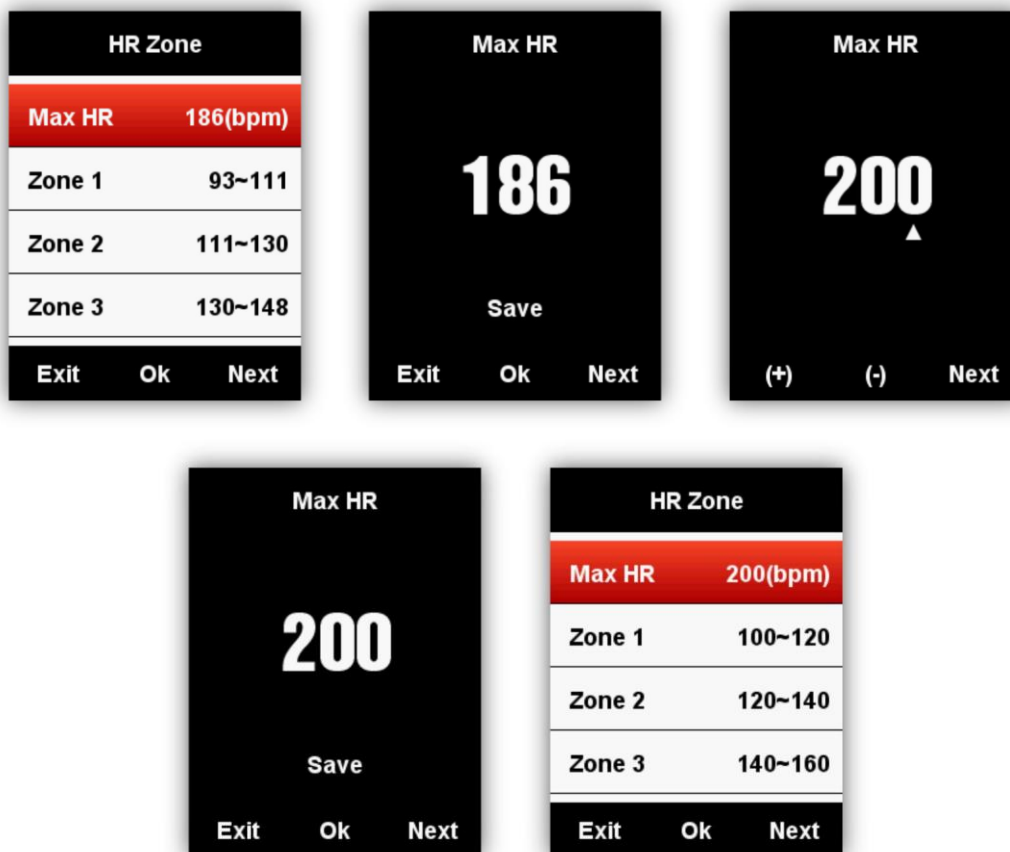 HR Zone
Max HR 186(bpm)
Zone 1 93~111
Zone 2 111~130
Zone 3 130~148
Exit Ok Next
Max HR
186
Save
Exit Ok Next
Max HR
200
▲
(+) (-) Next
Max HR
200
Save
Exit Ok Next
HR Zone
Max HR 200(bpm)
Zone 1 100~120
Zone 2 120~140
Zone 3 140~160
Exit Ok Next